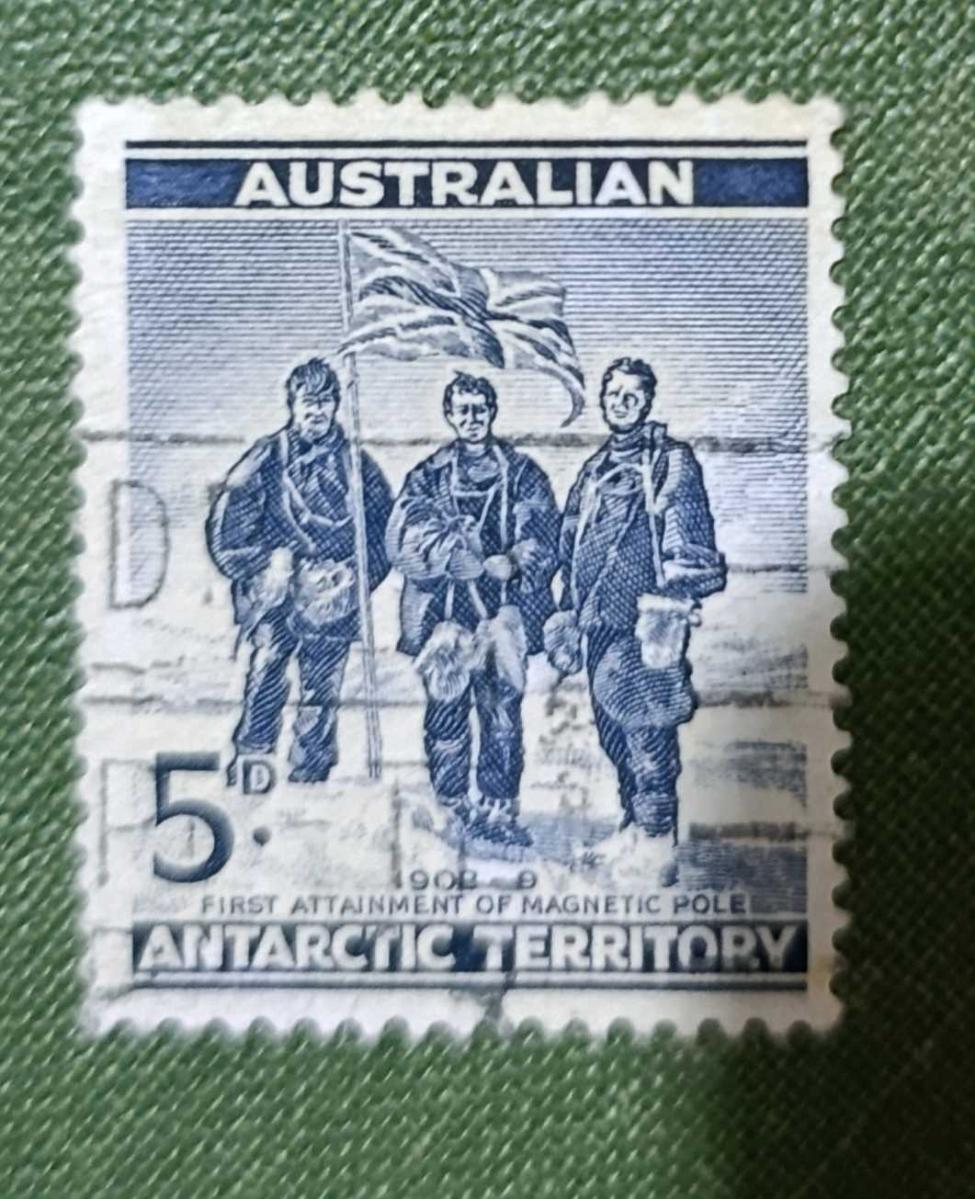 AUSTRALIAN
D
5D.
1908-9
FIRST ATTAINMENT OF MAGNETIC POLE
ANTARCTIC TERRITORY